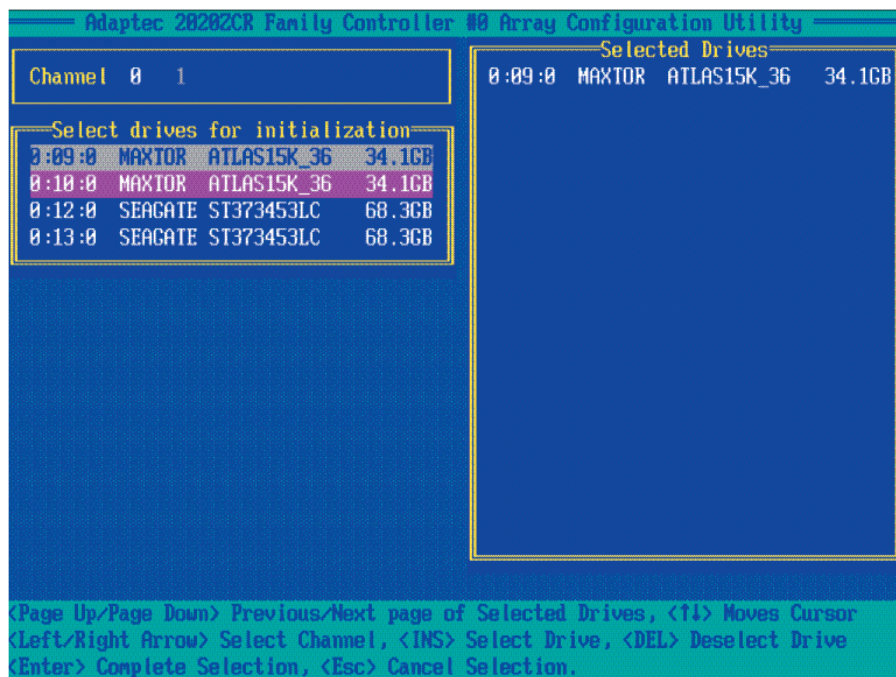 Adaptec 2020ZCR Family Controller #0 Array Configuration Utility
Channel 0 1
Select drives for initialization
0:09:0 MAXTOR ATLAS15K_36 34.1GB
0:10:0 MAXTOR ATLAS15K_36 34.1GB
0:12:0 SEAGATE ST373453LC 68.3GB
0:13:0 SEAGATE ST373453LC 68.3GB
Selected Drives
0:09:0 MAXTOR ATLAS15K_36 34.1GB
<Page Up/Page Down> Previous/Next page of Selected Drives, <↑↓> Moves Cursor
<Left/Right Arrow> Select Channel, <INS> Select Drive, <DEL> Deselect Drive
<Enter> Complete Selection, <Esc> Cancel Selection.